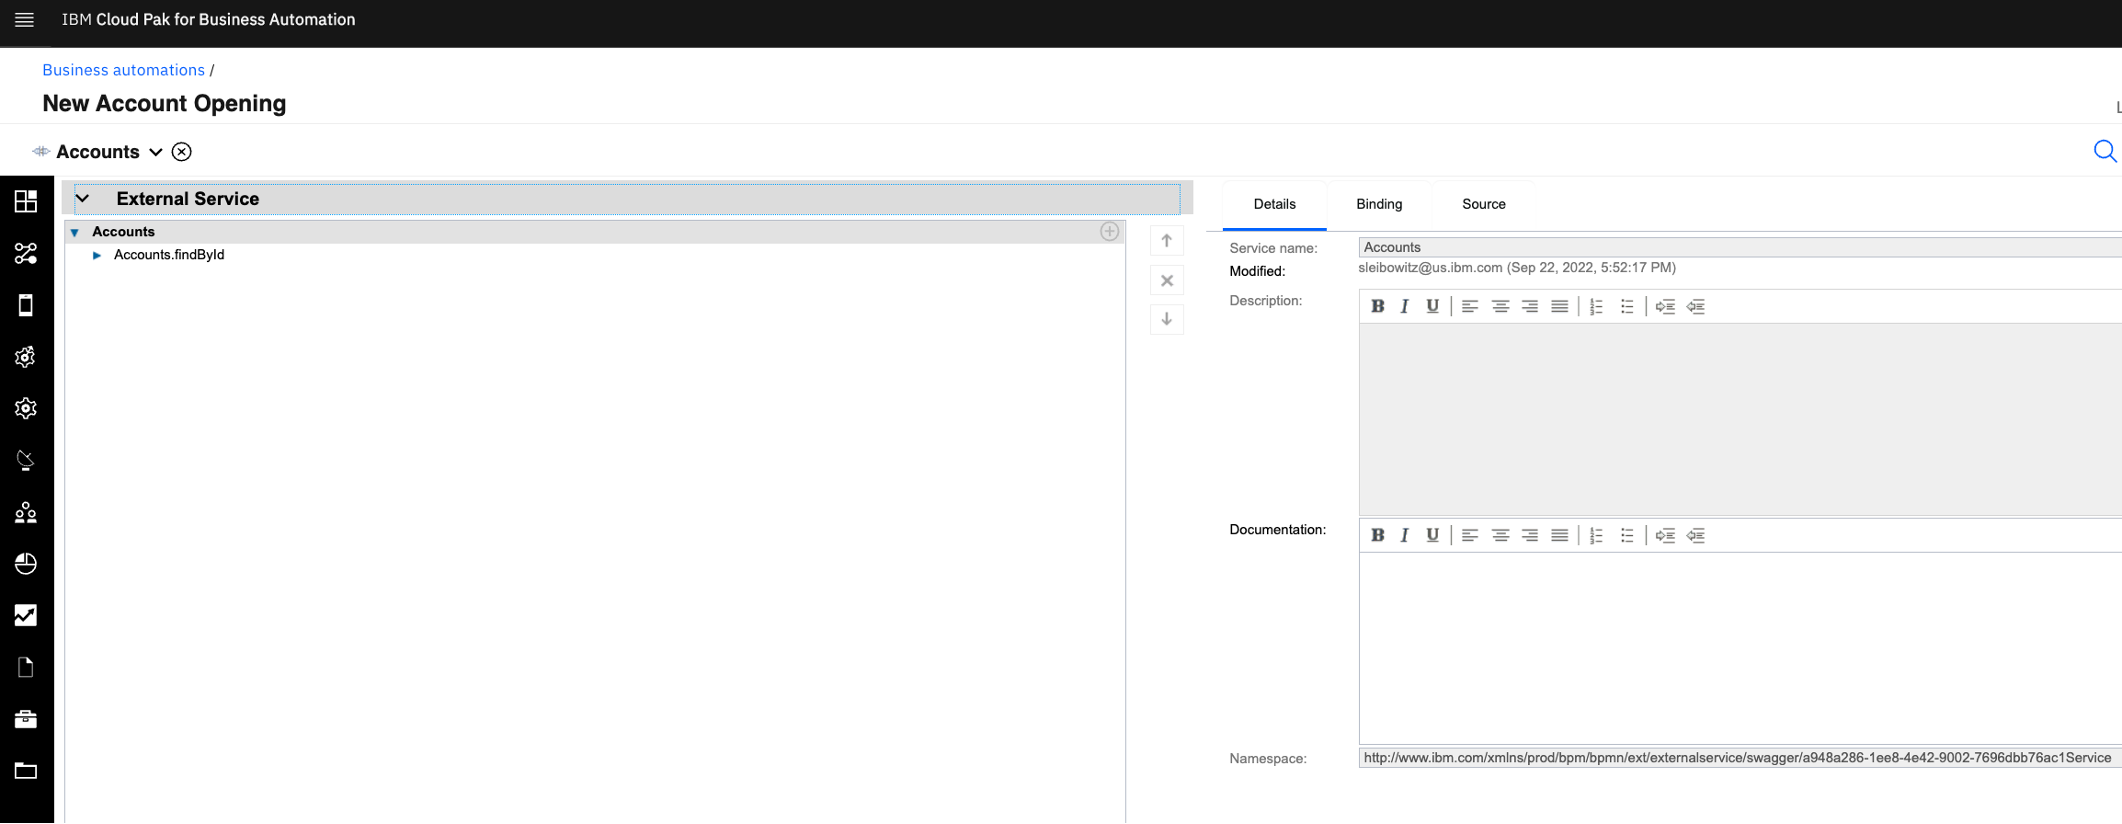 IBM Cloud Pak for Business Automation
Business automations /
New Account Opening
Accounts
External Service
Accounts
Accounts.findById
Details Binding Source
Service name: Accounts
Modified: sleibowitz@us.ibm.com (Sep 22, 2022, 5:52:17 PM)
Description:
B I U
Documentation:
B I U
Namespace: http://www.ibm.com/xmlns/prod/bpm/bpmn/ext/externalservice/swagger/a948a286-1ee8-4e42-9002-7696dbb76ac1Service